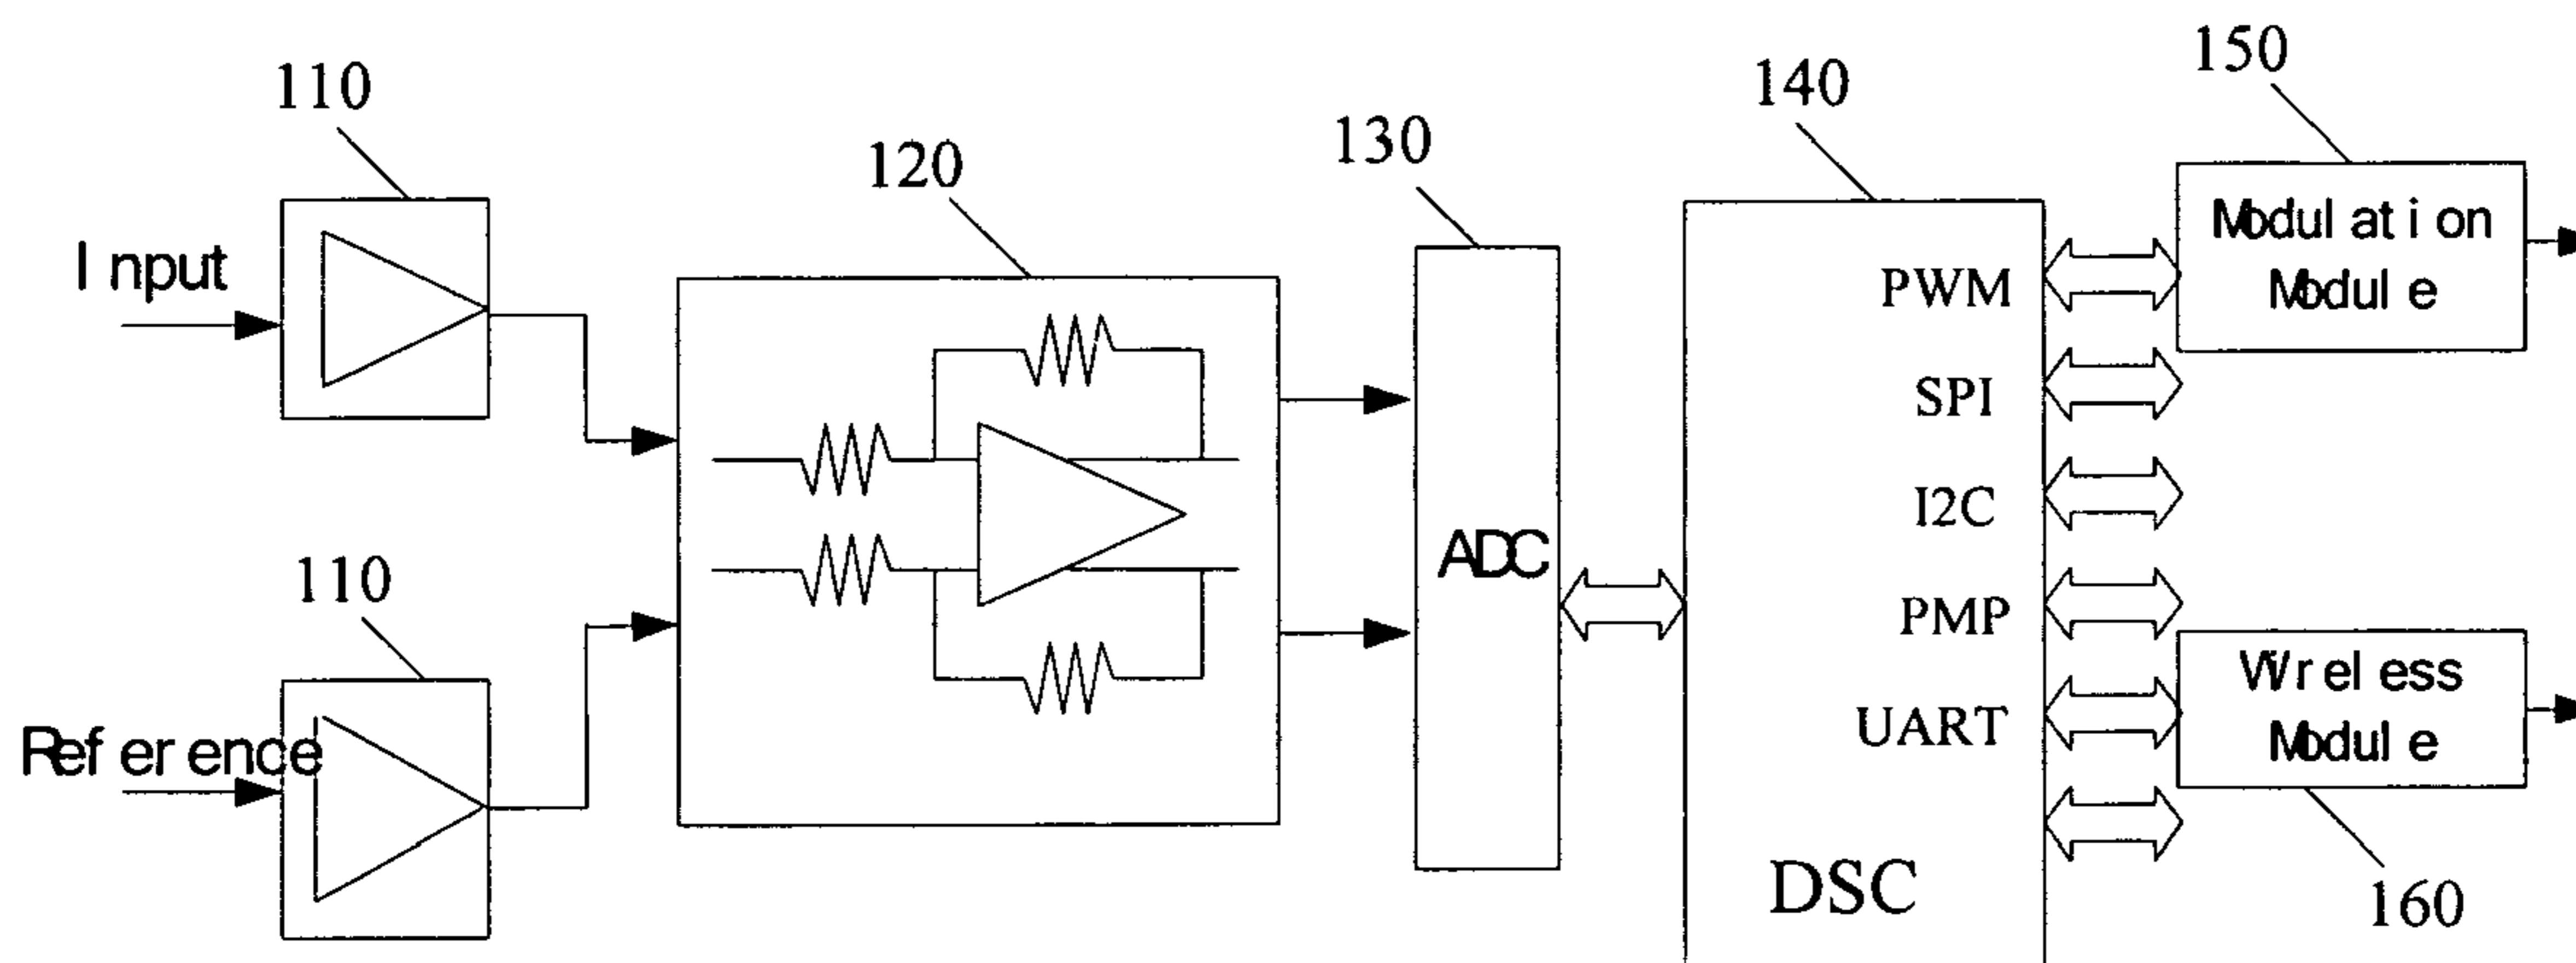 110
Input
120
130
140
150
Modulation
Module
PWM
SPI
I2C
PMP
UART
DSC
ADC
110
Reference
Wireless
Module
160